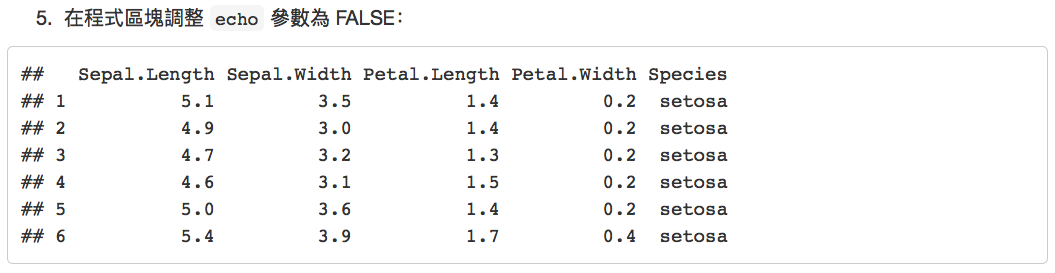 5. 在程式區塊調整 echo 參數為 FALSE：
##   Sepal.Length Sepal.Width Petal.Length Petal.Width Species
## 1          5.1         3.5          1.4         0.2  setosa
## 2          4.9         3.0          1.4         0.2  setosa
## 3          4.7         3.2          1.3         0.2  setosa
## 4          4.6         3.1          1.5         0.2  setosa
## 5          5.0         3.6          1.4         0.2  setosa
## 6          5.4         3.9          1.7         0.4  setosa